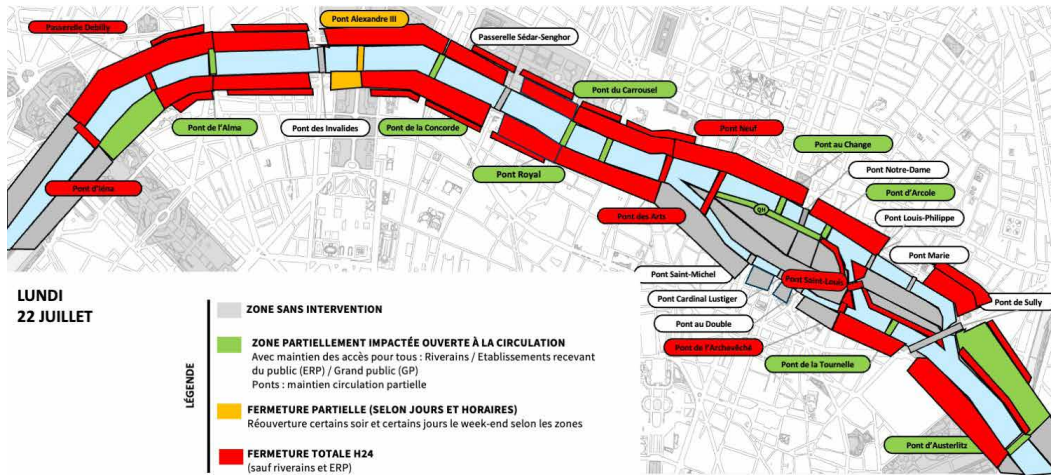 Passerelle Debilly
Pont Alexandre III
Passerelle Sédar-Senghor
Pont du Carrousel
Pont de l'Alma
Pont des Invalides
Pont de la Concorde
Pont Neuf
Pont au Change
Pont Notre-Dame
Pont Royal
Pont d'Arcole
Pont d'Iéna
QH
Pont des Arts
Pont Louis-Philippe
Pont Marie
Pont Saint-Michel
Pont Saint-Louis
Pont Cardinal Lustiger
Pont de Sully
Pont au Double
Pont de l'Archevêché
Pont de la Tournelle
Pont d'Austerlitz
LUNDI
22 JUILLET
LÉGENDE
ZONE SANS INTERVENTION
ZONE PARTIELLEMENT IMPACTÉE OUVERTE À LA CIRCULATION
Avec maintien des accès pour tous : Riverains / Etablissements recevant
du public (ERP) / Grand public (GP)
Ponts : maintien circulation partielle
FERMETURE PARTIELLE (SELON JOURS ET HORAIRES)
Réouverture certains soir et certains jours le week-end selon les zones
FERMETURE TOTALE H24
(sauf riverains et ERP)